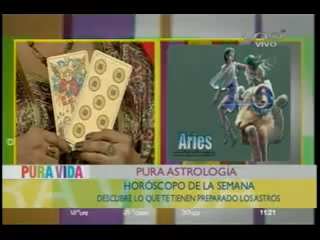 VIVO
Aries
PURA VIDA
PURA ASTROLOGÍA
HORÓSCOPO DE LA SEMANA
DESCUBRE LO QUE TE TIENEN PREPARADO LOS ASTROS
11:21